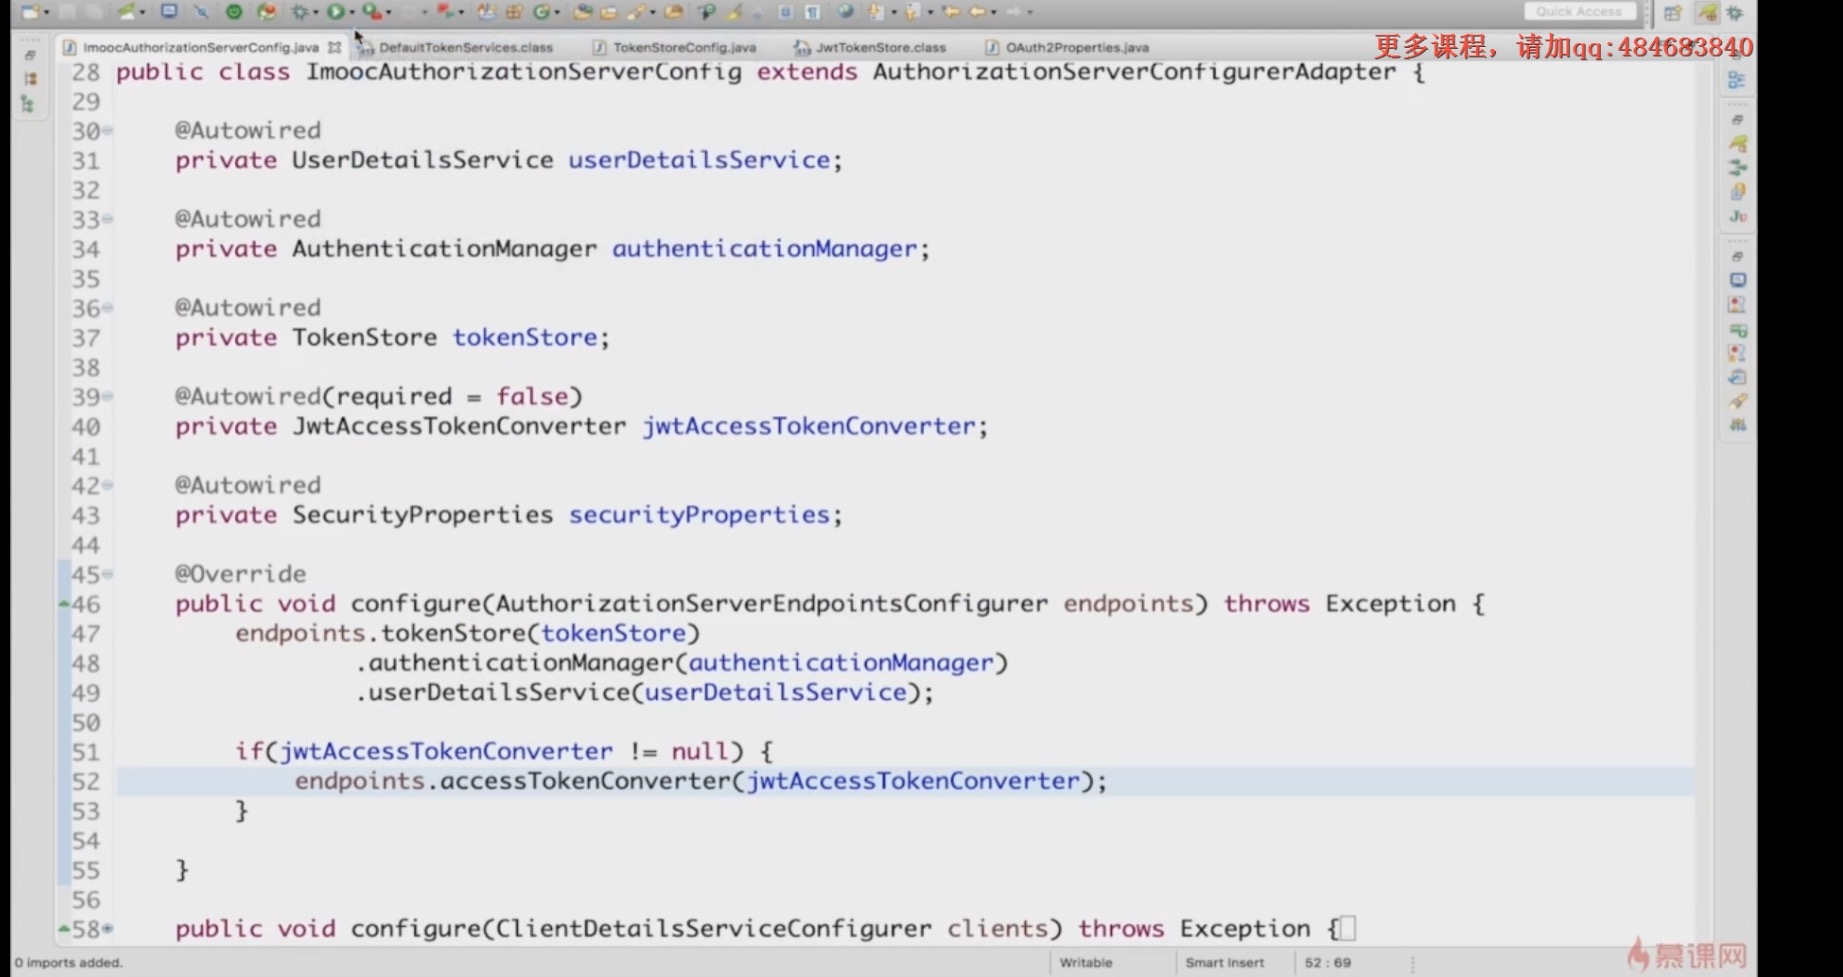 Quick Access
ImoocAuthorizationServerConfig.java
DefaultTokenServices.class
TokenStoreConfig.java
JwtTokenStore.class
OAuth2Properties.java
更多课程，请加qq:484683840
28 public class ImoocAuthorizationServerConfig extends AuthorizationServerConfigurerAdapter {
29
30 @Autowired
31 private UserDetailsService userDetailsService;
32
33 @Autowired
34 private AuthenticationManager authenticationManager;
35
36 @Autowired
37 private TokenStore tokenStore;
38
39 @Autowired(required = false)
40 private JwtAccessTokenConverter jwtAccessTokenConverter;
41
42 @Autowired
43 private SecurityProperties securityProperties;
44
45 @Override
46 public void configure(AuthorizationServerEndpointsConfigurer endpoints) throws Exception {
47 endpoints.tokenStore(tokenStore)
48 .authenticationManager(authenticationManager)
49 .userDetailsService(userDetailsService);
50
51 if(jwtAccessTokenConverter != null) {
52 endpoints.accessTokenConverter(jwtAccessTokenConverter);
53 }
54
55 }
56
58 public void configure(ClientDetailsServiceConfigurer clients) throws Exception {
0 imports added.
Writable
Smart Insert
52 : 69
慕课网
Ju